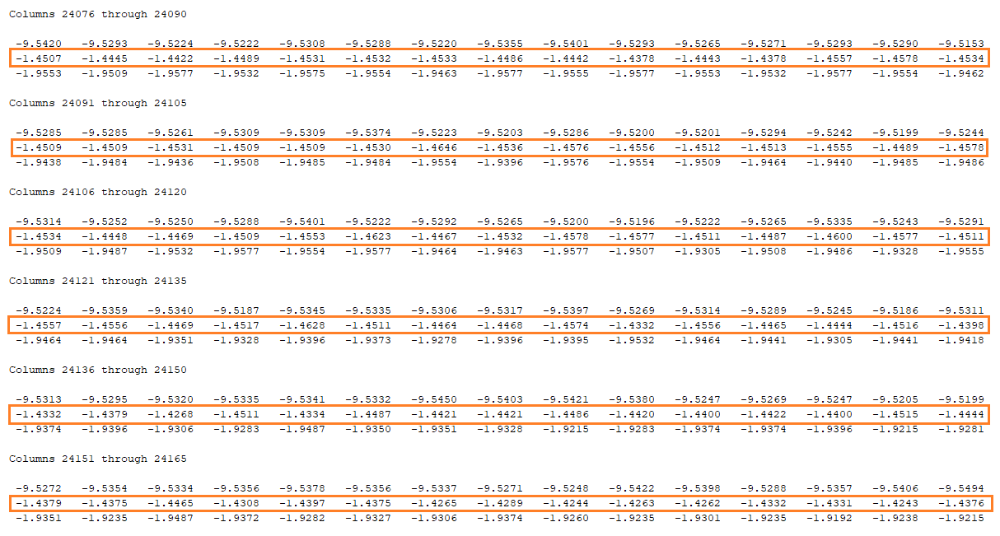 Columns 24076 through 24090
-9.5420 -9.5293 -9.5224 -9.5222 -9.5308 -9.5288 -9.5220 -9.5355 -9.5401 -9.5293 -9.5265 -9.5271 -9.5293 -9.5290 -9.5153
-1.4507 -1.4445 -1.4422 -1.4489 -1.4531 -1.4532 -1.4533 -1.4486 -1.4442 -1.4378 -1.4443 -1.4378 -1.4557 -1.4578 -1.4534
-1.9553 -1.9509 -1.9577 -1.9532 -1.9575 -1.9554 -1.9463 -1.9577 -1.9555 -1.9577 -1.9553 -1.9532 -1.9577 -1.9554 -1.9462
Columns 24091 through 24105
-9.5285 -9.5285 -9.5261 -9.5309 -9.5309 -9.5374 -9.5223 -9.5203 -9.5286 -9.5200 -9.5201 -9.5294 -9.5242 -9.5199 -9.5244
-1.4509 -1.4509 -1.4531 -1.4509 -1.4509 -1.4530 -1.4646 -1.4536 -1.4576 -1.4556 -1.4512 -1.4513 -1.4555 -1.4489 -1.4578
-1.9438 -1.9484 -1.9436 -1.9508 -1.9485 -1.9484 -1.9554 -1.9396 -1.9576 -1.9554 -1.9509 -1.9464 -1.9440 -1.9485 -1.9486
Columns 24106 through 24120
-9.5314 -9.5252 -9.5250 -9.5288 -9.5401 -9.5222 -9.5292 -9.5265 -9.5200 -9.5196 -9.5222 -9.5265 -9.5335 -9.5243 -9.5291
-1.4534 -1.4448 -1.4469 -1.4509 -1.4553 -1.4623 -1.4467 -1.4532 -1.4578 -1.4577 -1.4511 -1.4487 -1.4600 -1.4577 -1.4511
-1.9509 -1.9487 -1.9532 -1.9577 -1.9554 -1.9577 -1.9464 -1.9463 -1.9577 -1.9507 -1.9305 -1.9508 -1.9486 -1.9328 -1.9555
Columns 24121 through 24135
-9.5224 -9.5359 -9.5340 -9.5187 -9.5345 -9.5335 -9.5306 -9.5317 -9.5397 -9.5269 -9.5314 -9.5289 -9.5245 -9.5186 -9.5311
-1.4557 -1.4556 -1.4469 -1.4517 -1.4628 -1.4511 -1.4464 -1.4468 -1.4574 -1.4332 -1.4556 -1.4465 -1.4444 -1.4516 -1.4398
-1.9464 -1.9464 -1.9351 -1.9328 -1.9396 -1.9373 -1.9278 -1.9396 -1.9395 -1.9532 -1.9464 -1.9441 -1.9305 -1.9441 -1.9418
Columns 24136 through 24150
-9.5313 -9.5295 -9.5320 -9.5335 -9.5341 -9.5332 -9.5450 -9.5403 -9.5421 -9.5380 -9.5247 -9.5269 -9.5247 -9.5205 -9.5199
-1.4332 -1.4379 -1.4268 -1.4511 -1.4334 -1.4487 -1.4421 -1.4421 -1.4486 -1.4420 -1.4400 -1.4422 -1.4400 -1.4515 -1.4444
-1.9374 -1.9396 -1.9306 -1.9283 -1.9487 -1.9350 -1.9351 -1.9328 -1.9215 -1.9283 -1.9374 -1.9374 -1.9396 -1.9215 -1.9281
Columns 24151 through 24165
-9.5272 -9.5354 -9.5334 -9.5356 -9.5378 -9.5356 -9.5337 -9.5271 -9.5248 -9.5422 -9.5398 -9.5288 -9.5357 -9.5406 -9.5494
-1.4379 -1.4375 -1.4465 -1.4308 -1.4397 -1.4375 -1.4265 -1.4289 -1.4244 -1.4263 -1.4262 -1.4332 -1.4331 -1.4243 -1.4376
-1.9351 -1.9235 -1.9487 -1.9372 -1.9282 -1.9327 -1.9306 -1.9374 -1.9260 -1.9235 -1.9301 -1.9235 -1.9192 -1.9238 -1.9215